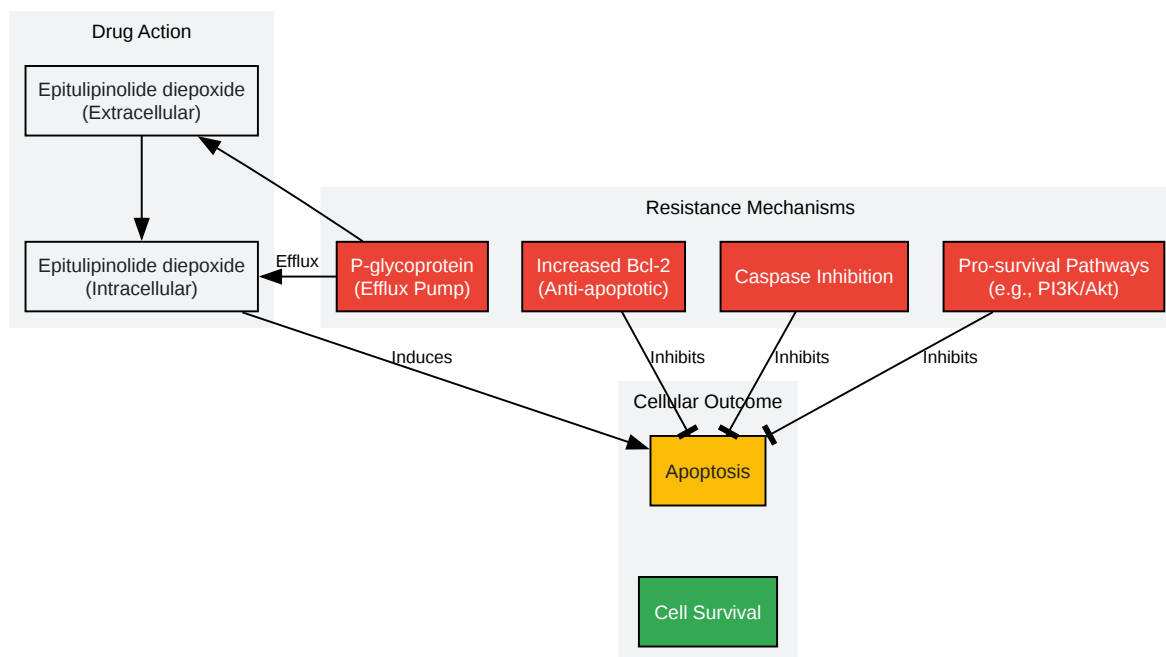 Drug Action
Epitulipinolide diepoxide
(Extracellular)
Resistance Mechanisms
Epitulipinolide diepoxide
(Intracellular)
Efflux
P-glycoprotein
(Efflux Pump)
Increased Bcl-2
(Anti-apoptotic)
Caspase Inhibition
Pro-survival Pathways
(e.g., PI3K/Akt)
Induces
Inhibits
Inhibits
Inhibits
Cellular Outcome
Apoptosis
Cell Survival